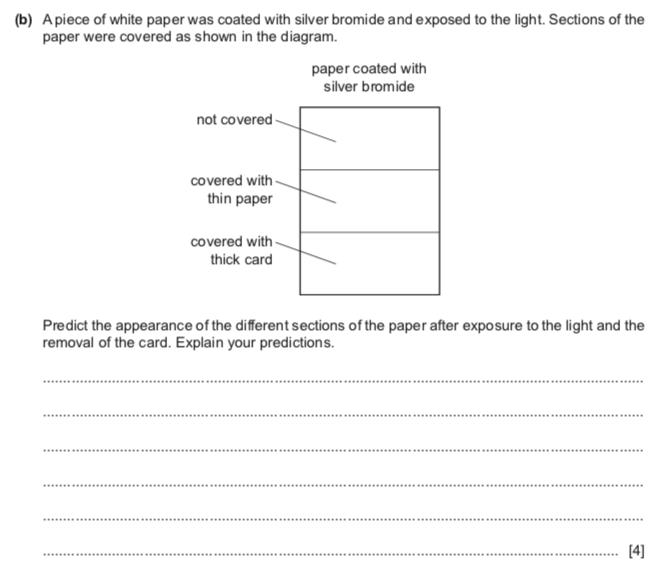 (b) A piece of white paper was coated with silver bromide and exposed to the light. Sections of the
paper were covered as shown in the diagram.
paper coated with
silver bromide
not covered
covered with
thin paper
covered with
thick card
Predict the appearance of the different sections of the paper after exposure to the light and the
removal of the card. Explain your predictions.
[4]